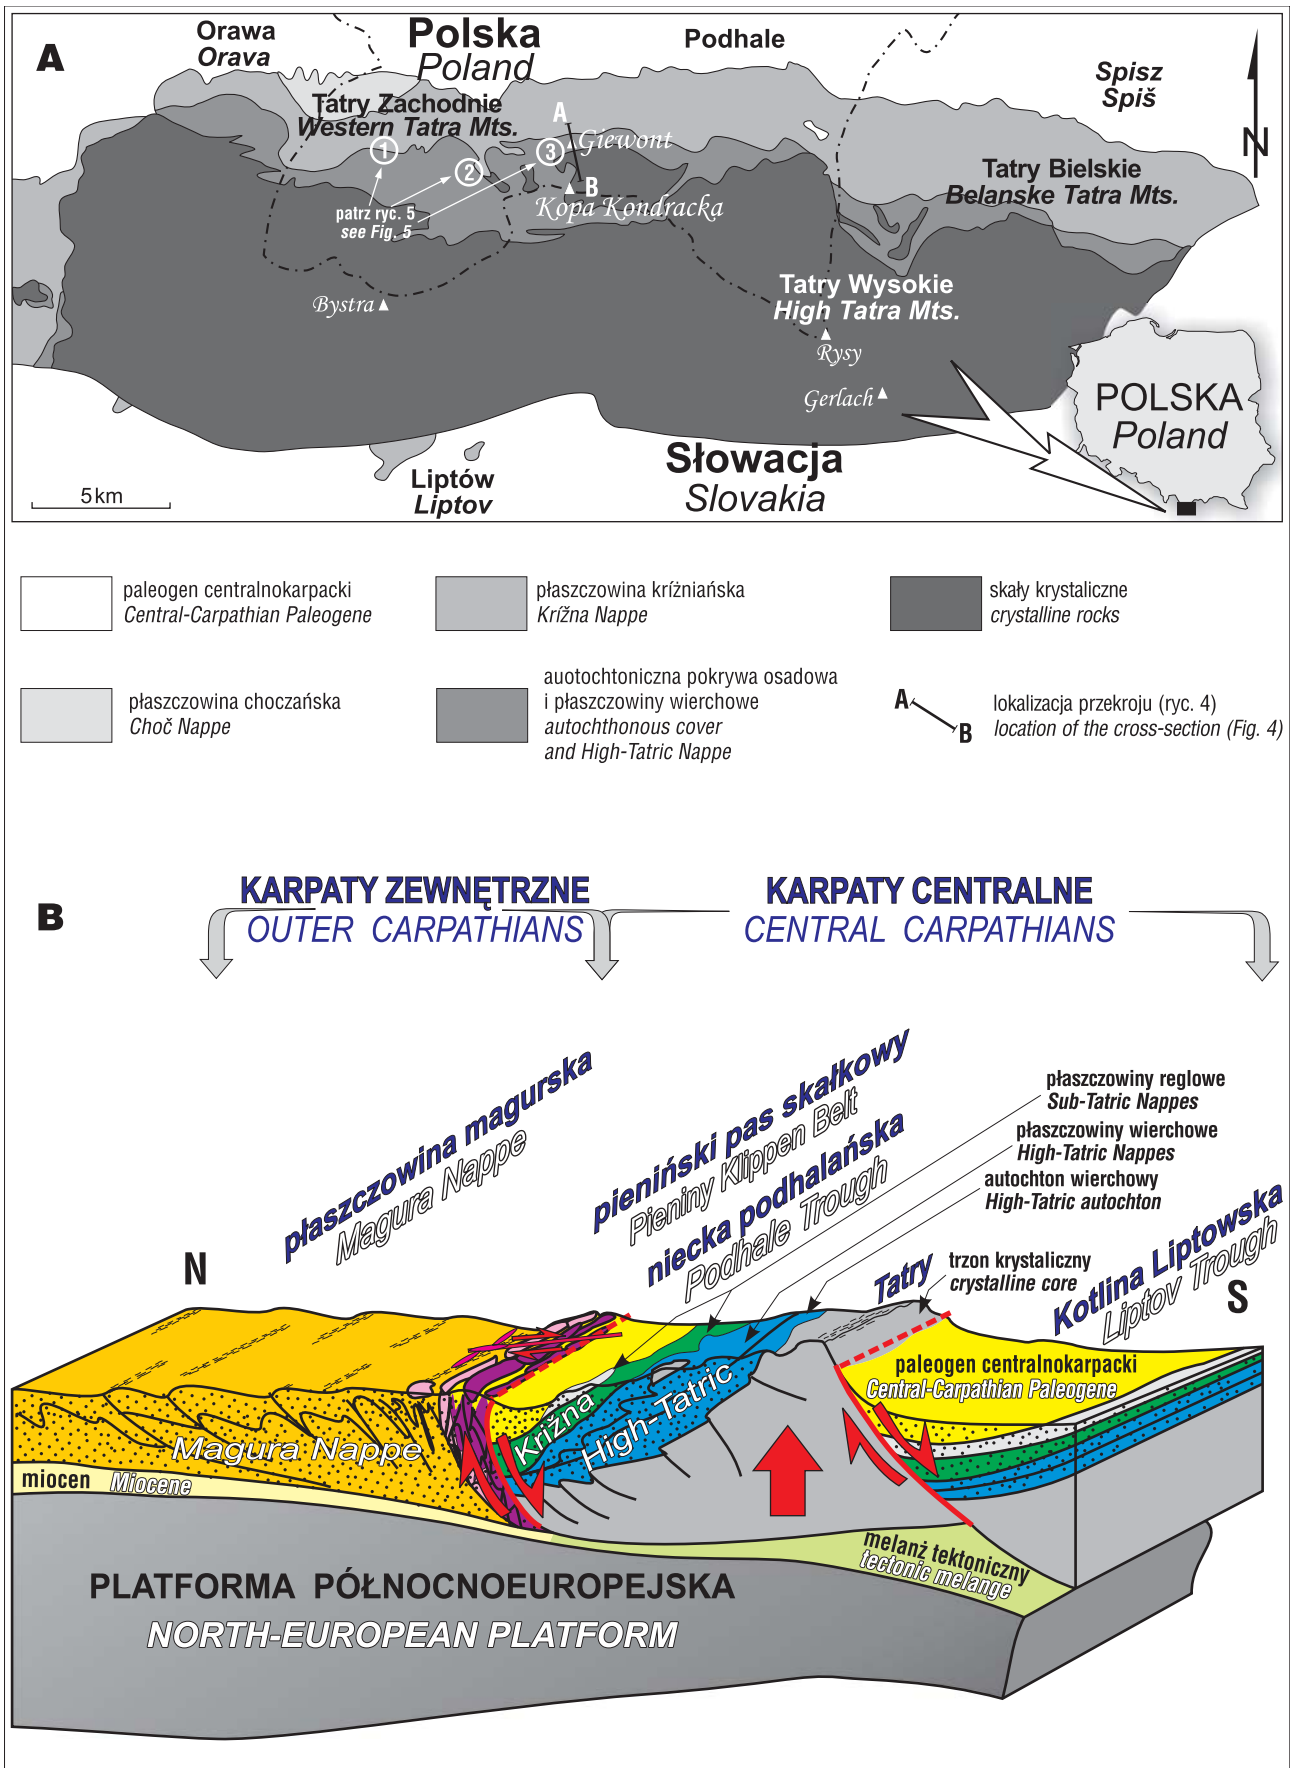 A
Orawa
Orava
Polska
Poland
Podhale
Spisz
Spiš
N
Tatry Zachodnie
Western Tatra Mts.
A
Giewont
1
2
3
B
Kopa Kondracka
patrz ryc. 5
see Fig. 5
Tatry Bielskie
Belanske Tatra Mts.
Bystra
Tatry Wysokie
High Tatra Mts.
Rysy
Gerlach
POLSKA
Poland
Słowacja
Slovakia
Liptów
Liptov
5 km
paleogen centralnokarpacki
Central-Carpathian Paleogene
płaszczowina kríżniańska
Krížna Nappe
skały krystaliczne
crystalline rocks
płaszczowina choczańska
Choč Nappe
auotochtoniczna pokrywa osadowa
i płaszczowiny wierchowe
autochthonous cover
and High-Tatric Nappe
A
B
lokalizacja przekroju (ryc. 4)
location of the cross-section (Fig. 4)
B
KARPATY ZEWNĘTRZNE
OUTER CARPATHIANS
KARPATY CENTRALNE
CENTRAL CARPATHIANS
płaszczowina magurska
Magura Nappe
pieniński pas skałkowy
Pieniny Klippen Belt
niecka podhalańska
Podhale Trough
płaszczowiny reglowe
Sub-Tatric Nappes
płaszczowiny wierchowe
High-Tatric Nappes
autochton wierchowy
High-Tatric autochton
Tatry
trzon krystaliczny
crystalline core
Kotlina Liptowska
Liptov Trough
N
S
paleogen centralnokarpacki
Central-Carpathian Paleogene
Magura Nappe
Križna
High-Tatric
miocen Miocene
melanż tektoniczny
tectonic melange
PLATFORMA PÓŁNOCNOEUROPEJSKA
NORTH-EUROPEAN PLATFORM